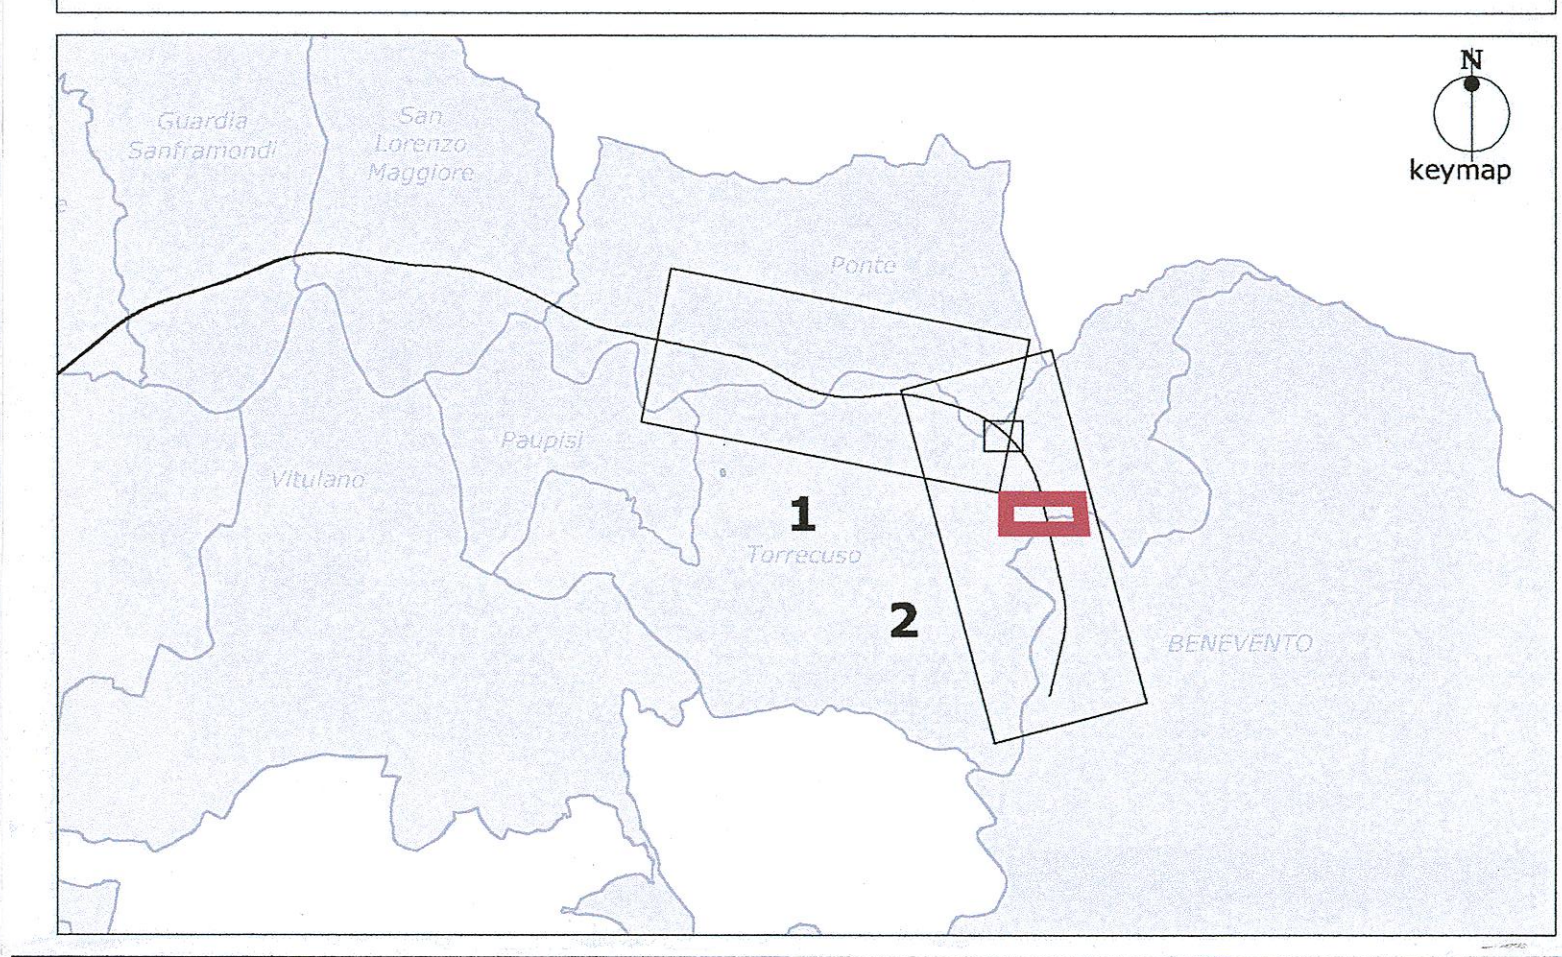 N
keymap
Guardia
Sanframondi
San
Lorenzo
Maggiore
e
Ponte
Paupisi
Vitulano
1
Torrecuso
2
BENEVENTO